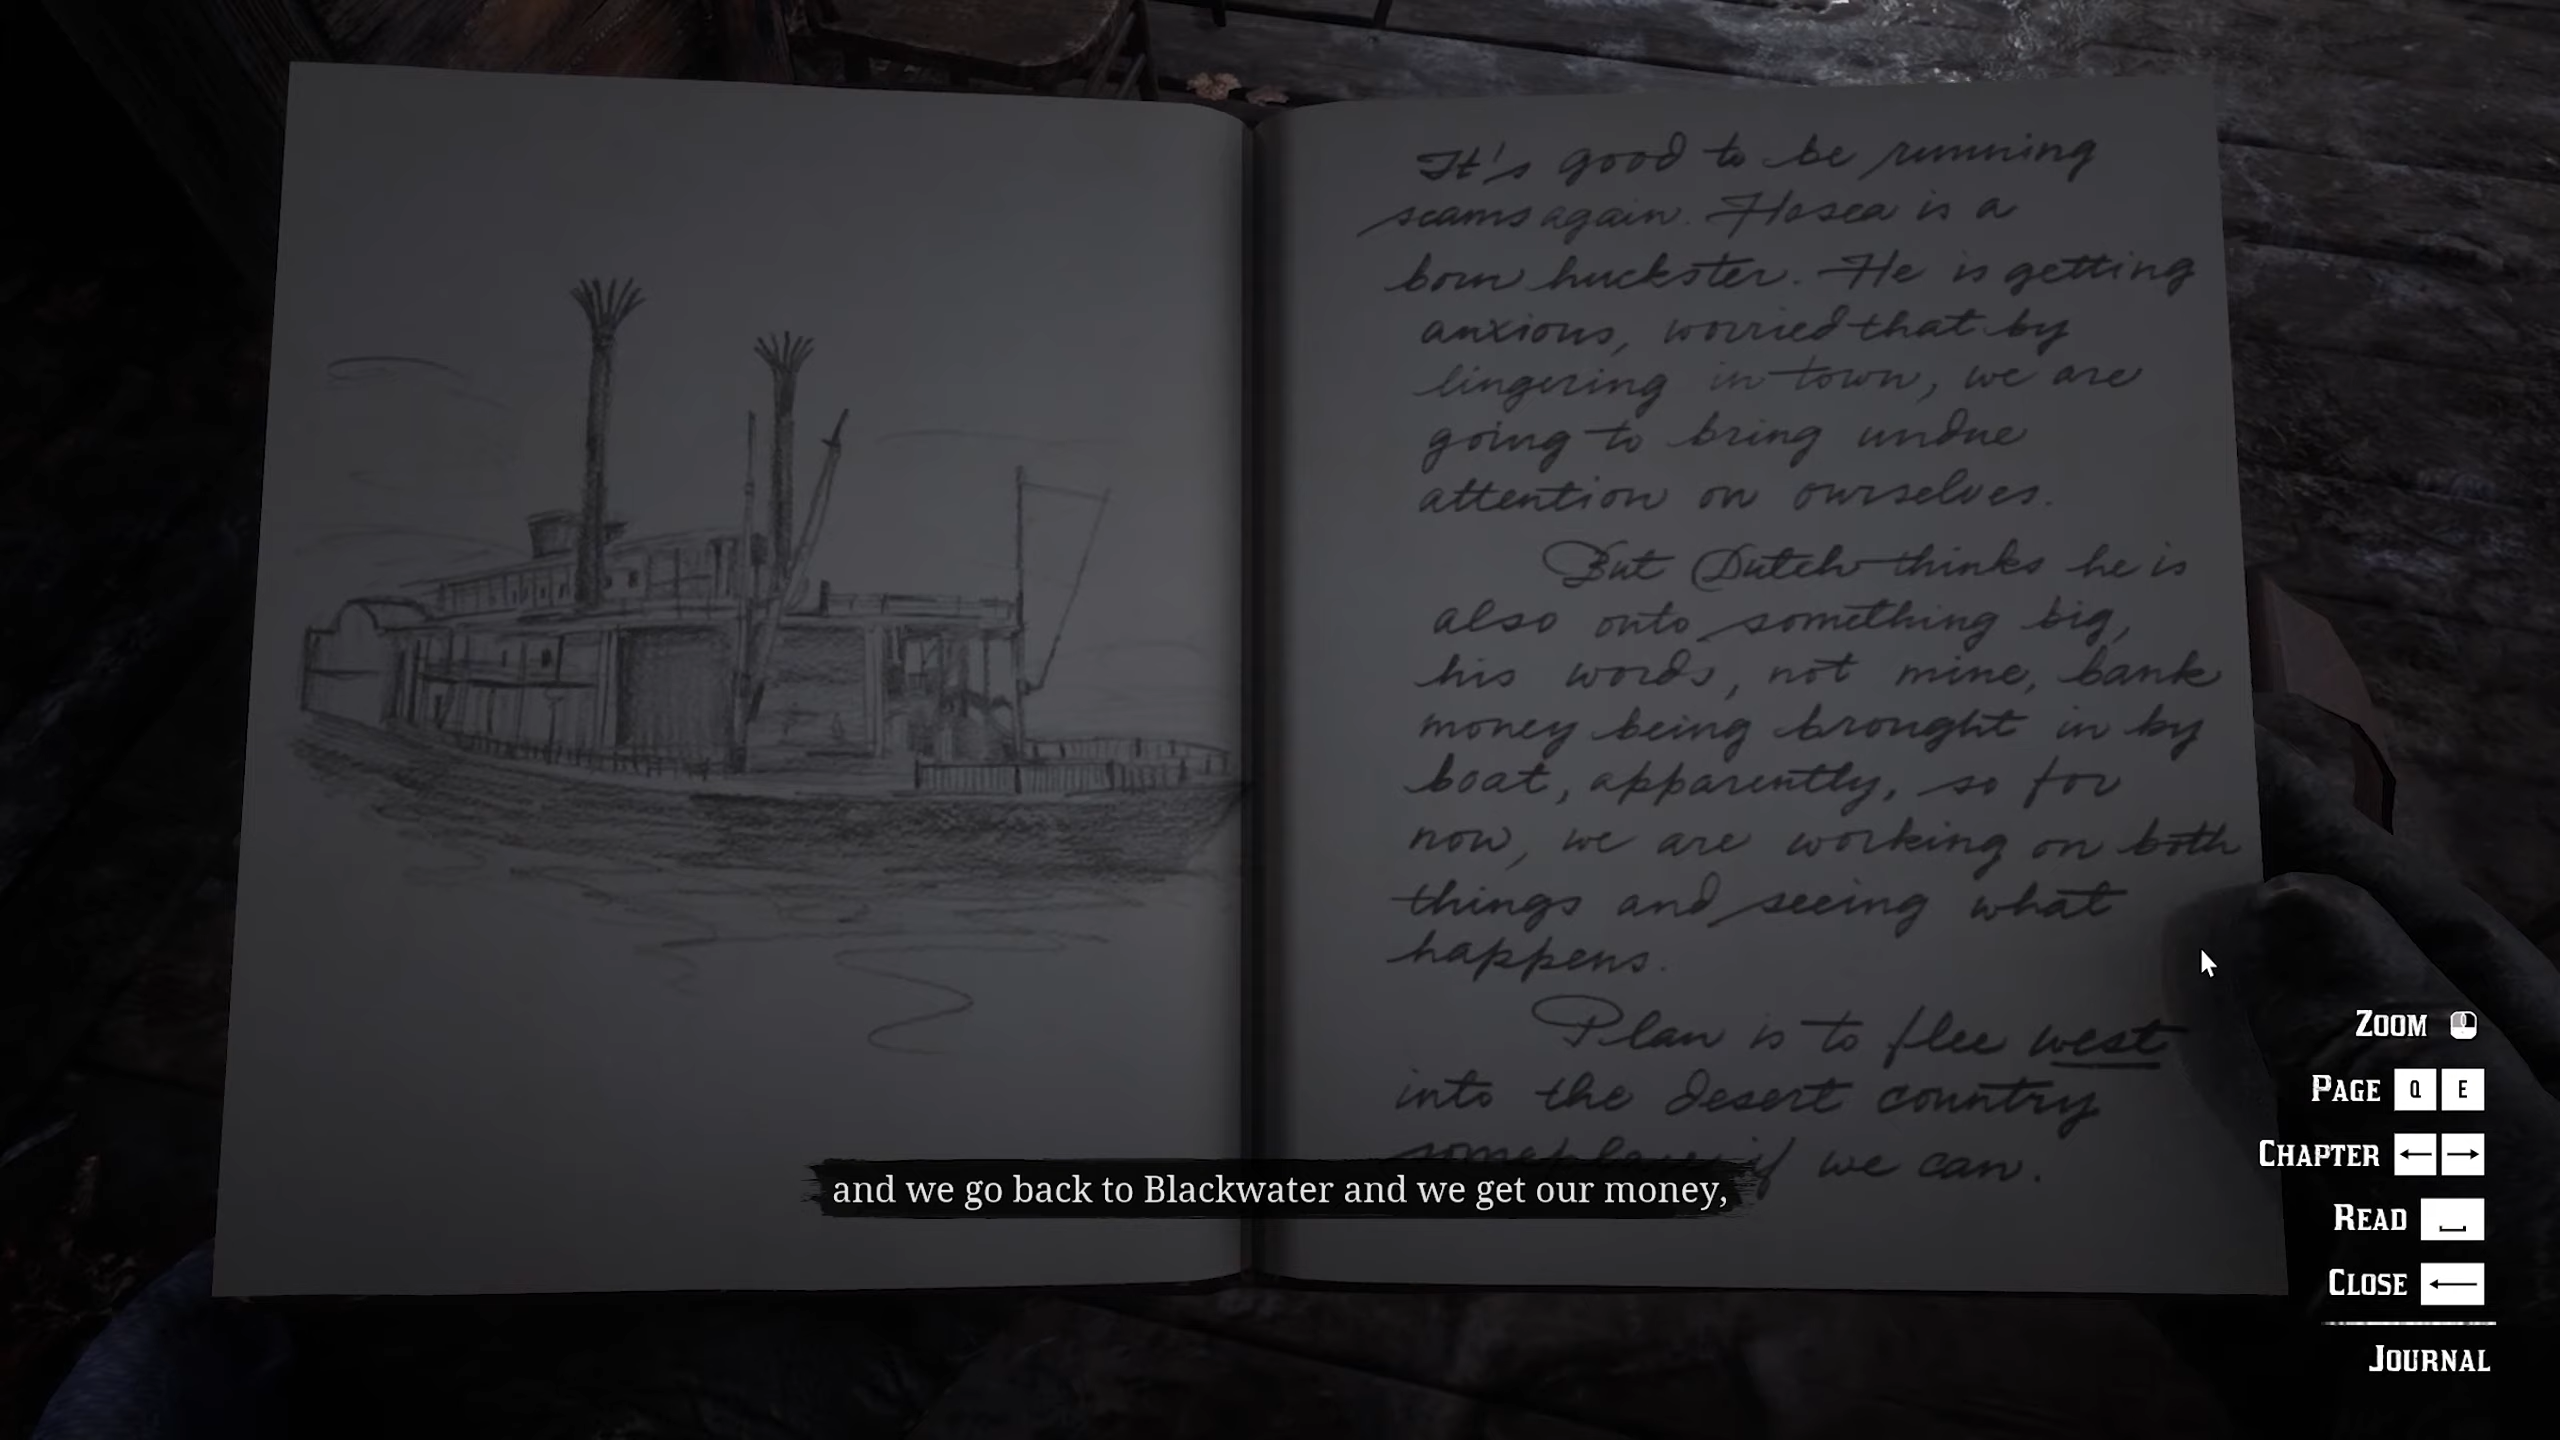 It's good to be running
scams again. Hosea is a
born huckster. He is getting
anxious, worried that by
lingering in town, we are
going to bring undue
attention on ourselves.
But Dutch thinks he is
also onto something big,
his words, not mine, bank
money being brought in by
boat, apparently, so for
now, we are working on both
things and seeing what
happens.
Plan is to flee west
into the desert country
someplace if we can.
and we go back to Blackwater and we get our money,
ZOOM
PAGE Q E
CHAPTER ← →
READ
CLOSE ←
JOURNAL